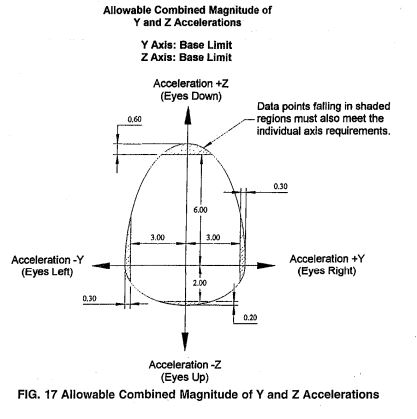 Allowable Combined Magnitude of
Y and Z Accelerations
Y Axis: Base Limit
Z Axis: Base Limit
Acceleration +Z
(Eyes Down)
0.60
Data points falling in shaded
regions must also meet the
individual axis requirements.
0.30
6.00
3.00
3.00
Acceleration -Y
(Eyes Left)
Acceleration +Y
(Eyes Right)
2.00
0.30
0.20
Acceleration -Z
(Eyes Up)
FIG. 17 Allowable Combined Magnitude of Y and Z Accelerations